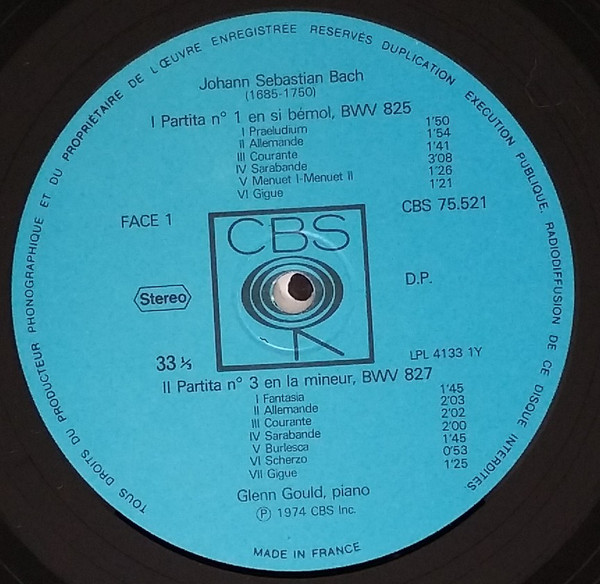 TOUS DROITS DU PRODUCTEUR PHONOGRAPHIQUE ET DU PROPRIÉTAIRE DE L'ŒUVRE ENREGISTRÉE RÉSERVÉS DUPLICATION EXÉCUTION PUBLIQUE, RADIODIFFUSION DE CE DISQUE INTERDITES.
Johann Sebastian Bach
(1685-1750)
I Partita n° 1 en si bémol, BWV 825
I Praeludium 1'50
II Allemande 1'54
III Courante 1'41
IV Sarabande 3'08
V Menuet I-Menuet II 1'26
VI Gigue 1'21
FACE 1
CBS 75.521
CBS
Stereo
D.P.
33 ⅓
LPL 4133 1Y
II Partita n° 3 en la mineur, BWV 827
I Fantasia 1'45
II Allemande 2'03
III Courante 2'02
IV Sarabande 2'00
V Burlesca 1'45
VI Scherzo 0'53
VII Gigue 1'25
Glenn Gould, piano
Ⓟ 1974 CBS Inc.
MADE IN FRANCE